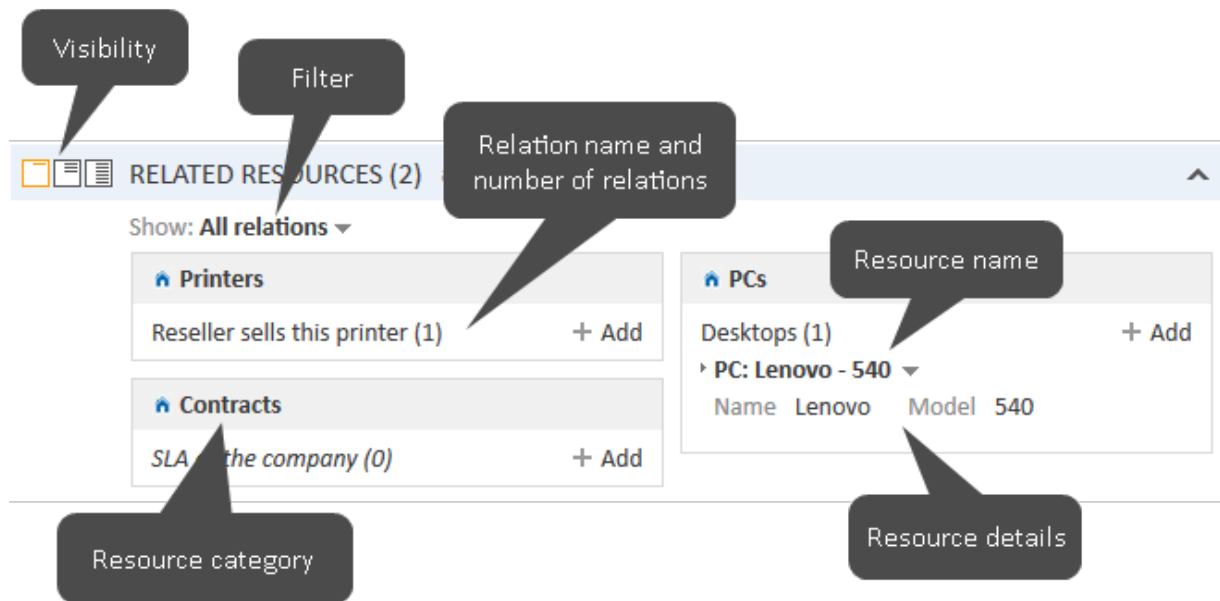 Visibility
Filter
Relation name and
number of relations
RELATED RESOURCES (2)
Show: All relations
Resource name
Printers
PCs
Reseller sells this printer (1) + Add
Desktops (1) + Add
PC: Lenovo - 540
Contracts
Name Lenovo Model 540
SLA the company (0) + Add
Resource details
Resource category